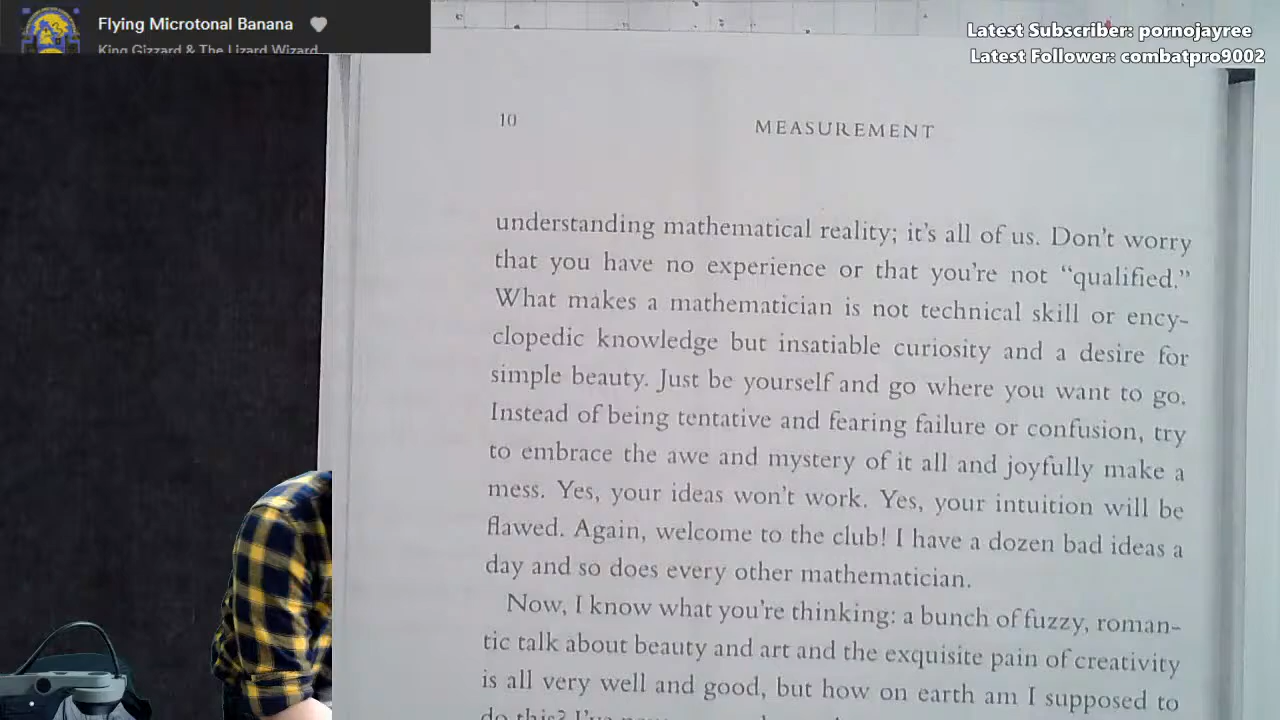 Flying Microtonal Banana
King Gizzard & The Lizard Wizard
Latest Subscriber: pornojayree
Latest Follower: combatpro9002
10
MEASUREMENT
understanding mathematical reality; it's all of us. Don't worry
that you have no experience or that you're not “qualified.”
What makes a mathematician is not technical skill or ency-
clopedic knowledge but insatiable curiosity and a desire for
simple beauty. Just be yourself and go where you want to go.
Instead of being tentative and fearing failure or confusion, try
to embrace the awe and mystery of it all and joyfully make a
mess. Yes, your ideas won't work. Yes, your intuition will be
flawed. Again, welcome to the club! I have a dozen bad ideas a
day and so does every other mathematician.
Now, I know what you're thinking: a bunch of fuzzy, roman-
tic talk about beauty and art and the exquisite pain of creativity
is all very well and good, but how on earth am I supposed to
do this? I've